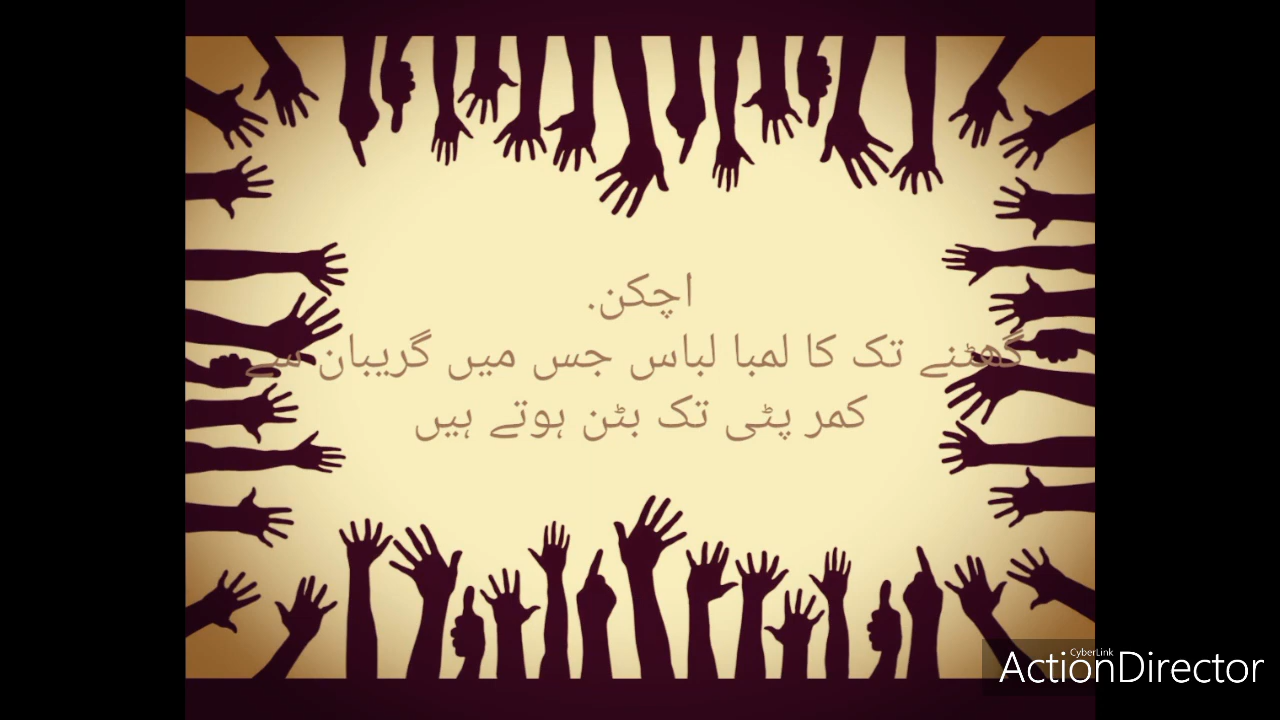 اچکن.
گھٹنے تک کا لمبا لباس جس میں گریبان سے
کمر پٹی تک بٹن ہوتے ہیں
CyberLink
ActionDirector